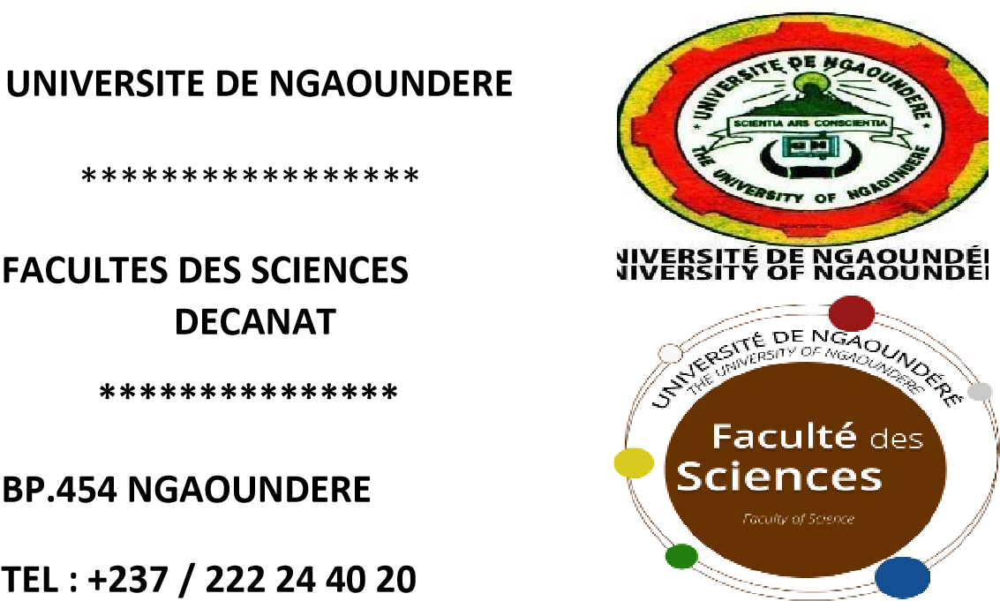 UNIVERSITE DE NGAOUNDERE
*****************
FACULTES DES SCIENCES
DECANAT
***************
BP.454 NGAOUNDERE
TEL : +237 / 222 24 40 20
* UNIVERSITE DE NGAOUNDERE *
SCIENTIA ARS CONSCIENTIA
THE UNIVERSITY OF NGAOUNDERE
NIVERSITÉ DE NGAOUNDÉ
NIVERSITY OF NGAOUNDE
UNIVERSITÉ DE NGAOUNDÉRÉ
THE UNIVERSITY OF NGAOUNDERE
Faculté des
Sciences
Faculty of Science